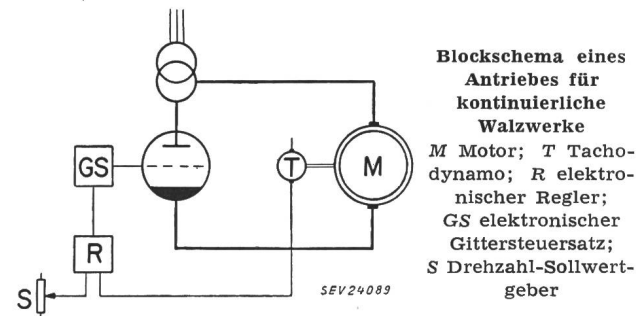 GS
R
S
T
M
SEV24089
Blockschema eines
Antriebes für
kontinuierliche
Walzwerke
M Motor; T Tacho-
dynamo; R elektro-
nischer Regler;
GS elektronischer
Gittersteuersatz;
S Drehzahl-Sollwert-
geber